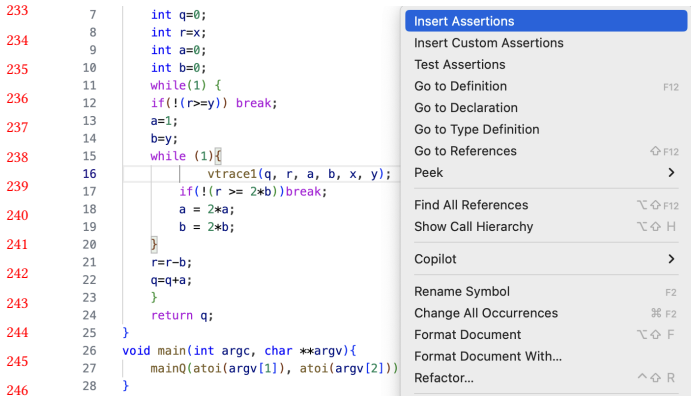 233
234
235
236
237
238
239
240
241
242
243
244
245
246
7 int q=0;
8 int r=x;
9 int a=0;
10 int b=0;
11 while(1) {
12 if(!(r>=y)) break;
13 a=1;
14 b=y;
15 while (1){
16 vtrace1(q, r, a, b, x, y);
17 if(!(r >= 2*b))break;
18 a = 2*a;
19 b = 2*b;
20 }
21 r=r-b;
22 q=q+a;
23 }
24 return q;
25 }
26 void main(int argc, char **argv){
27 mainQ(atoi(argv[1]), atoi(argv[2]))
28 }
Insert Assertions
Insert Custom Assertions
Test Assertions
Go to Definition F12
Go to Declaration
Go to Type Definition
Go to References ⇧ F12
Peek >
Find All References ⌥ ⇧ F12
Show Call Hierarchy ⌥ ⇧ H
Copilot >
Rename Symbol F2
Change All Occurrences ⌘ F2
Format Document ⌥ ⇧ F
Format Document With...
Refactor... ^ ⇧ R